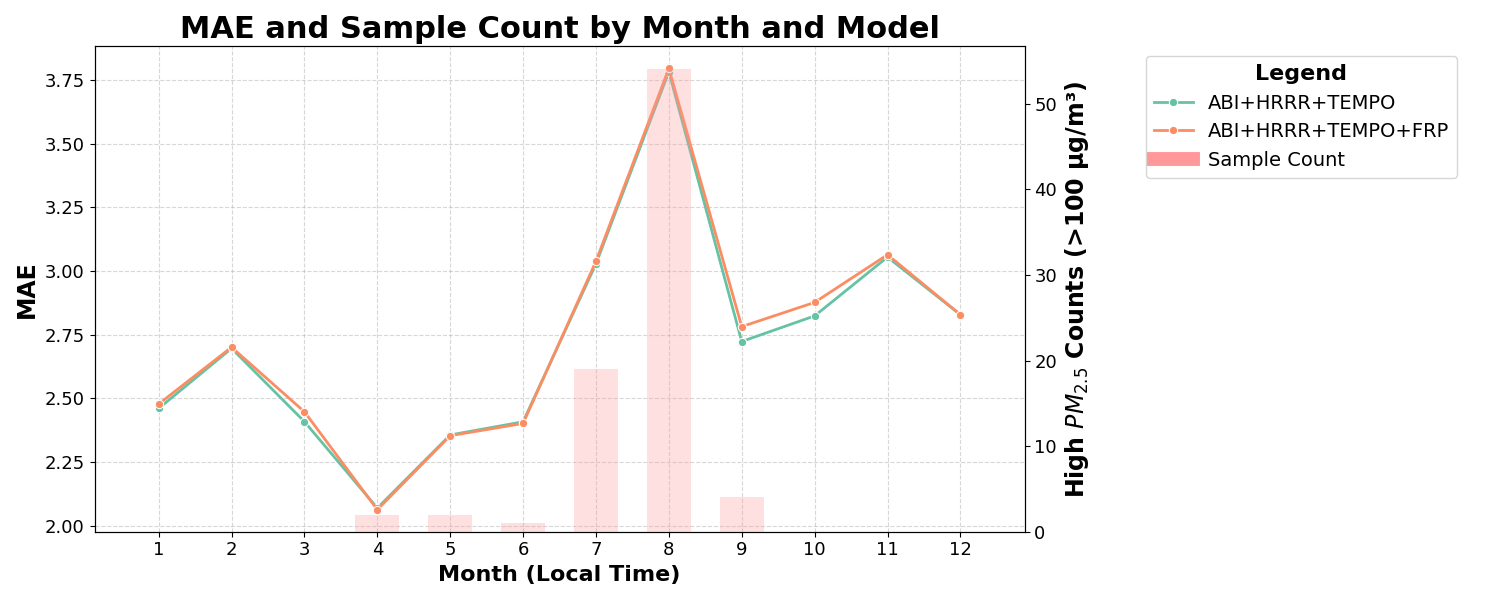 MAE and Sample Count by Month and Model
MAE
3.75
3.50
3.25
3.00
2.75
2.50
2.25
2.00
1 2 3 4 5 6 7 8 9 10 11 12
Month (Local Time)
50
40
30
20
10
0
High PM2.5 Counts (>100 µg/m³)
Legend
ABI+HRRR+TEMPO
ABI+HRRR+TEMPO+FRP
Sample Count